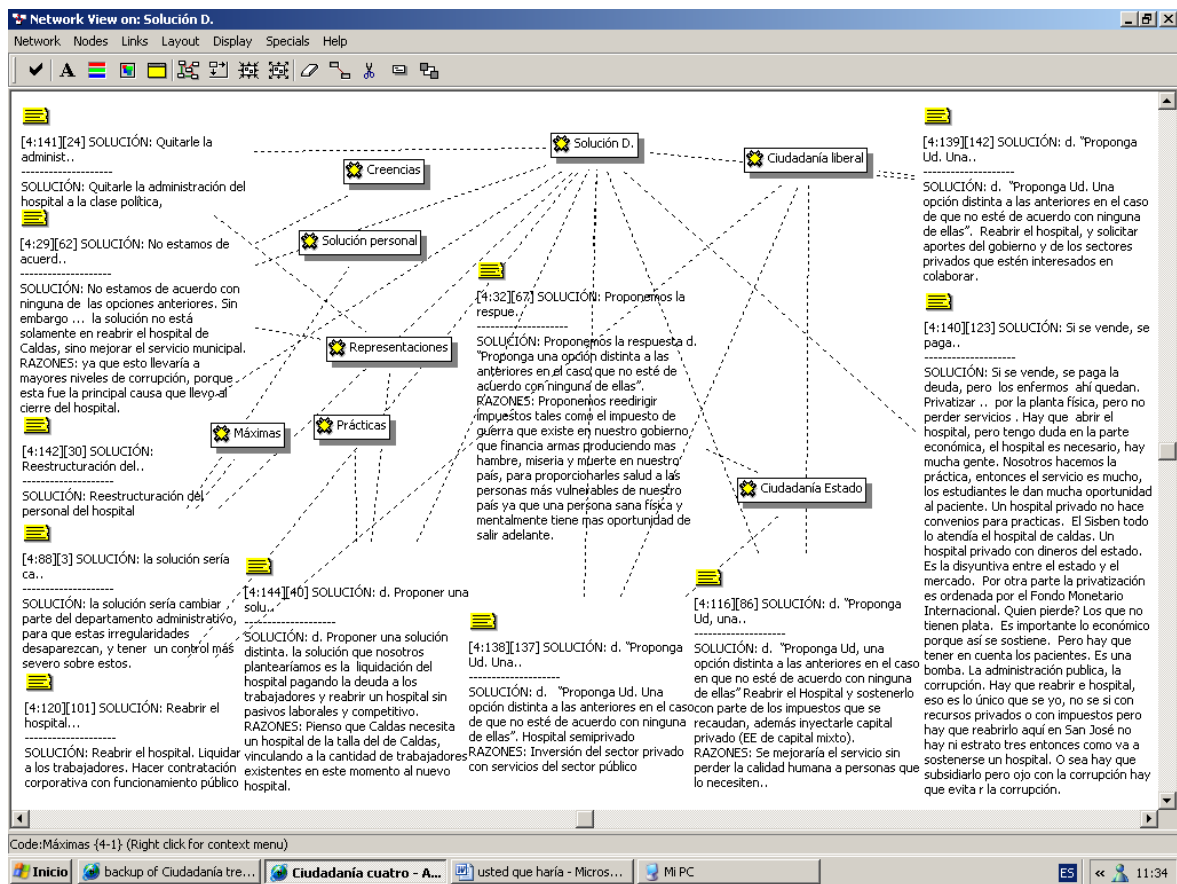 Network View on: Solución D.
Network Nodes Links Layout Display Specials Help
[4:141][24] SOLUCIÓN: Quitarle la
administ..
--------------------
SOLUCIÓN: Quitarle la administración del
hospital a la clase política,
[4:29][62] SOLUCIÓN: No estamos de
acuerd..
--------------------
SOLUCIÓN: No estamos de acuerdo con
ninguna de las opciones anteriores. Sin
embargo ... la solución no está
solamente en reabrir el hospital de
Caldas, sino mejorar el servicio municipal.
RAZONES: ya que esto llevaría a
mayores niveles de corrupción, porque
esta fue la principal causa que llevo al
cierre del hospital.
[4:142][30] SOLUCIÓN:
Reestructuración del..
--------------------
SOLUCIÓN: Reestructuración del
personal del hospital
[4:88][3] SOLUCIÓN: la solución sería
ca..
--------------------
SOLUCIÓN: la solución sería cambiar
parte del departamento administrativo,
para que estas irregularidades
desaparezcan, y tener un control más
severo sobre estos.
[4:120][101] SOLUCIÓN: Reabrir el
hospital...
--------------------
SOLUCIÓN: Reabrir el hospital. Liquidar
a los trabajadores. Hacer contratación
corporativa con funcionamiento público
Solución D.
Creencias
Ciudadanía liberal
Solución personal
Representaciones
Máximas
Prácticas
Ciudadanía Estado
[4:32][67] SOLUCIÓN: Proponemos la
respue..
--------------------
SOLUCIÓN: Proponemos la respuesta d.
"Proponga una opción distinta a las
anteriores en el caso que no esté de
acuerdo con ninguna de ellas".
RAZONES: Proponemos reedirigir
impuestos tales como el impuesto de
guerra que existe en nuestro gobierno
que financia armas produciendo mas
hambre, miseria y muerte en nuestro
país, para proporcioharles salud a las
personas más vulnerables de nuestro
país ya que una persona sana física y
mentalmente tiene mas oportunidad de
salir adelante.
[4:144][40] SOLUCIÓN: d. Proponer una
solu..
--------------------
SOLUCIÓN: d. Proponer una solución
distinta. la solución que nosotros
plantearíamos es la liquidación del
hospital pagando la deuda a los
trabajadores y reabrir un hospital sin
pasivos laborales y competitivo.
RAZONES: Pienso que Caldas necesita
un hospital de la talla del de Caldas,
vinculando a la cantidad de trabajadores
existentes en este momento al nuevo
hospital.
[4:138][137] SOLUCIÓN: d. "Proponga
Ud. Una..
--------------------
SOLUCIÓN: d. "Proponga Ud. Una
opción distinta a las anteriores en el caso
de que no esté de acuerdo con ninguna
de ellas". Hospital semiprivado
RAZONES: Inversión del sector privado
con servicios del sector público
[4:116][86] SOLUCIÓN: d. "Proponga
Ud, una..
--------------------
SOLUCIÓN: d. "Proponga Ud, una
opción distinta a las anteriores en el caso
de que no esté de acuerdo con ninguna
de ellas" Reabrir el Hospital y sostenerlo
con parte de los impuestos que se
recaudan, además inyectarle capital
privado (EE de capital mixto).
RAZONES: Se mejoraría el servicio sin
perder la calidad humana a personas que
lo necesiten..
[4:139][142] SOLUCIÓN: d. "Proponga
Ud. Una..
--------------------
SOLUCIÓN: d. "Proponga Ud. Una
opción distinta a las anteriores en el caso
de que no esté de acuerdo con ninguna
de ellas". Reabrir el hospital, y solicitar
aportes del gobierno y de los sectores
privados que estén interesados en
colaborar.
[4:140][123] SOLUCIÓN: Si se vende, se
paga..
--------------------
SOLUCIÓN: Si se vende, se paga la
deuda, pero los enfermos ahí quedan.
Privatizar .. por la planta física, pero no
perder servicios . Hay que abrir el
hospital, pero tengo duda en la parte
económica, el hospital es necesario, hay
mucha gente. Nosotros hacemos la
práctica, entonces el servicio es mucho,
los estudiantes le dan mucha oportunidad
al paciente. Un hospital privado no hace
convenios para practicas. El Sisben todo
lo atendía el hospital de caldas. Un
hospital privado con dineros del estado.
Es la disyuntiva entre el estado y el
mercado. Por otra parte la privatización
es ordenada por el Fondo Monetario
Internacional. Quien pierde? Los que no
tienen plata. Es importante lo económico
porque así se sostiene. Pero hay que
tener en cuenta los pacientes. Es una
bomba. La administración publica, la
corrupción. Hay que reabrir e hospital,
eso es lo único que se yo, no se si con
recursos privados o con impuestos pero
hay que reabrirlo aquí en San José no
hay ni estrato tres entonces como va a
sostenerse un hospital. O sea hay que
subsidiarlo pero ojo con la corrupción hay
que evita r la corrupción.
Code:Máximas {4-1} (Right click for context menu)
Inicio
backup of Ciudadanía tre...
Ciudadanía cuatro - A...
usted que haría - Micros...
Mi PC
ES
11:34